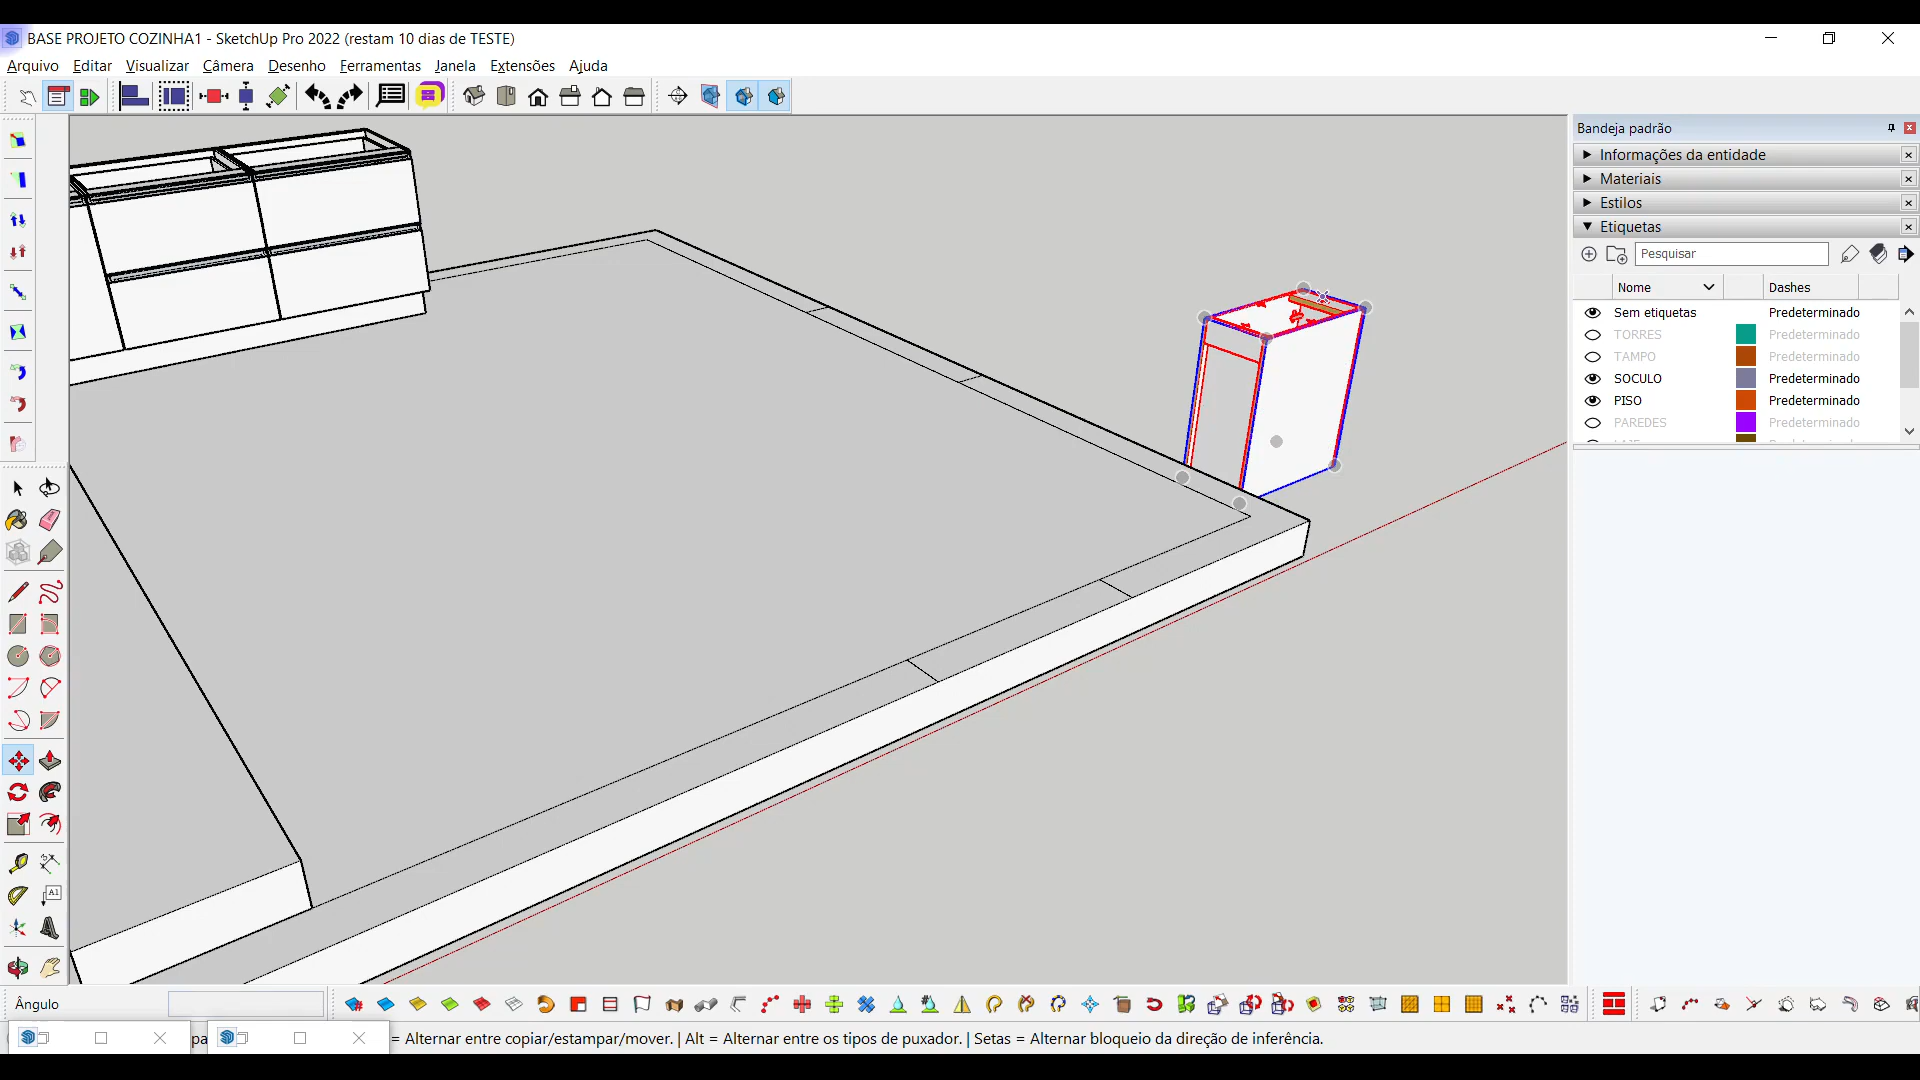 BASE PROJETO COZINHA1 - SketchUp Pro 2022 (restam 10 dias de TESTE)
Arquivo Editar Visualizar Câmera Desenho Ferramentas Janela Extensões Ajuda
Bandeja padrão
Informações da entidade
Materiais
Estilos
Etiquetas
Pesquisar
Nome Dashes
Sem etiquetas Predeterminado
TORRES Predeterminado
TAMPO Predeterminado
SOCULO Predeterminado
PISO Predeterminado
PAREDES Predeterminado
A1
Ângulo
pa = Alternar entre copiar/estampar/mover. | Alt = Alternar entre os tipos de puxador. | Setas = Alternar bloqueio da direção de inferência.